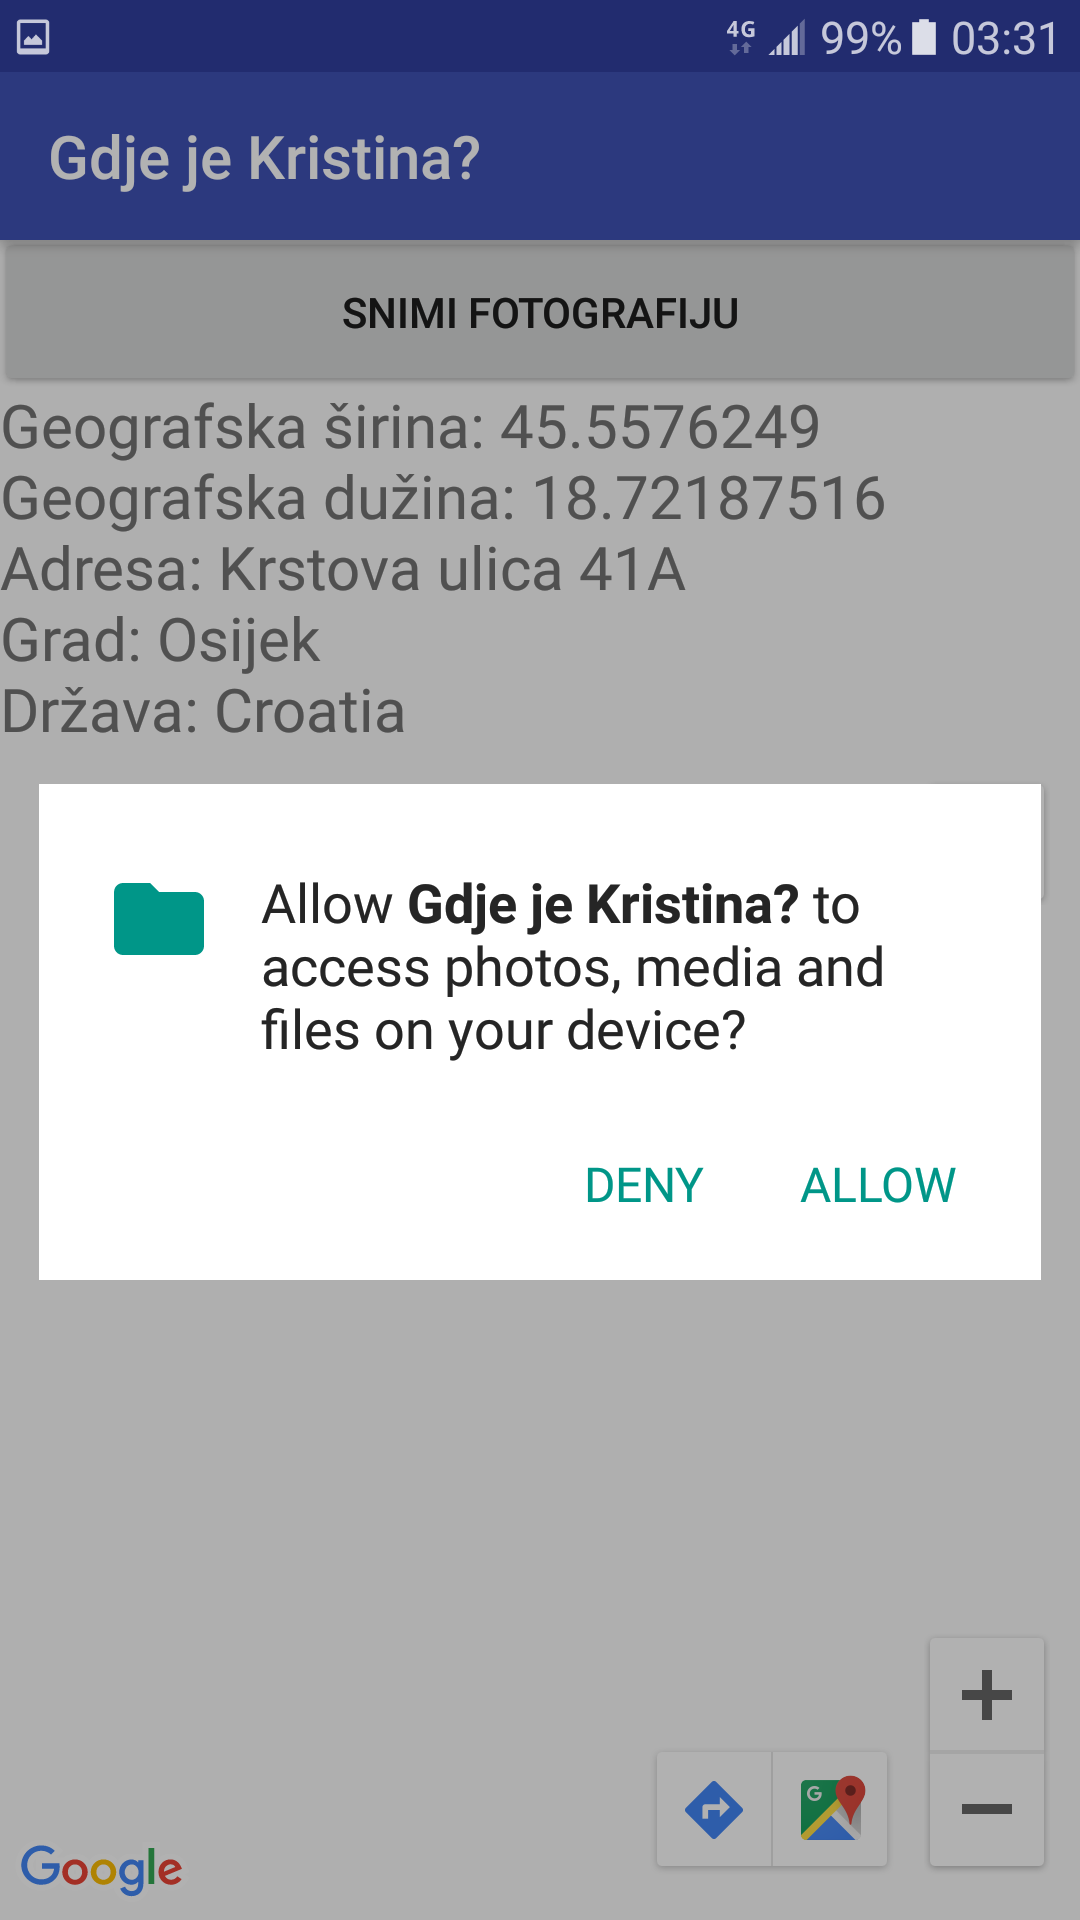 4G 99% 03:31
Gdje je Kristina?
SNIMI FOTOGRAFIJU
Geografska širina: 45.5576249
Geografska dužina: 18.72187516
Adresa: Krstova ulica 41A
Grad: Osijek
Država: Croatia
Allow Gdje je Kristina? to
access photos, media and
files on your device?
DENY ALLOW
G
Google